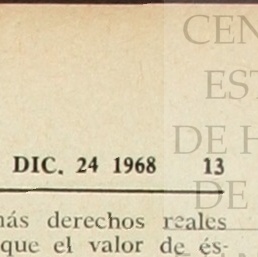 CEN
EST
DE H
DE
DIC. 24 1968 13
más derechos reales
que el valor de és-